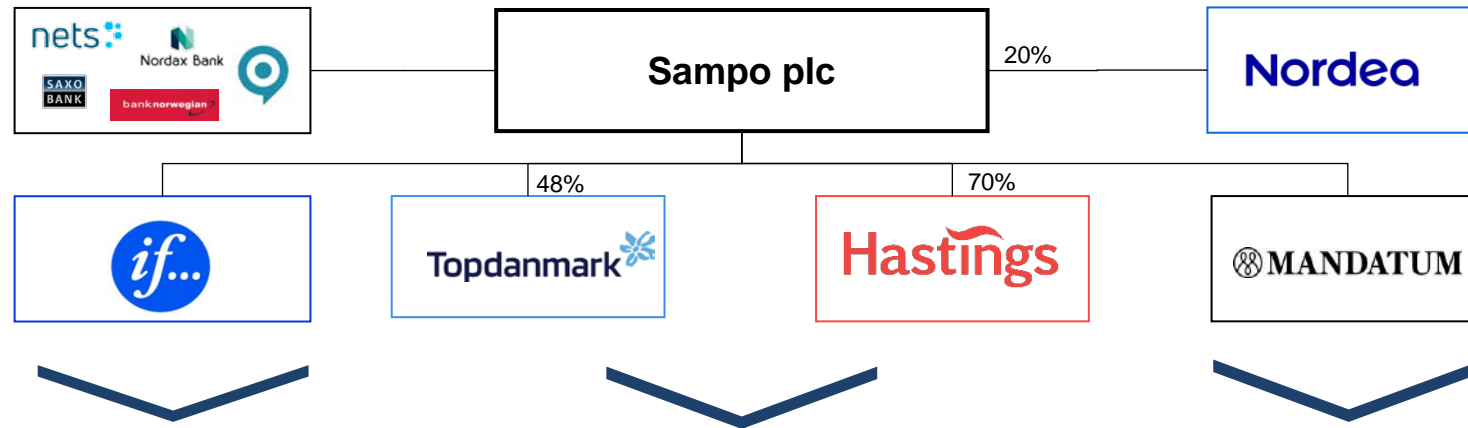 nets
Nordax Bank
SAXO
BANK
banknorwegian
Sampo plc
20%
Nordea
48%
70%
if...
Topdanmark
Hastings
MANDATUM